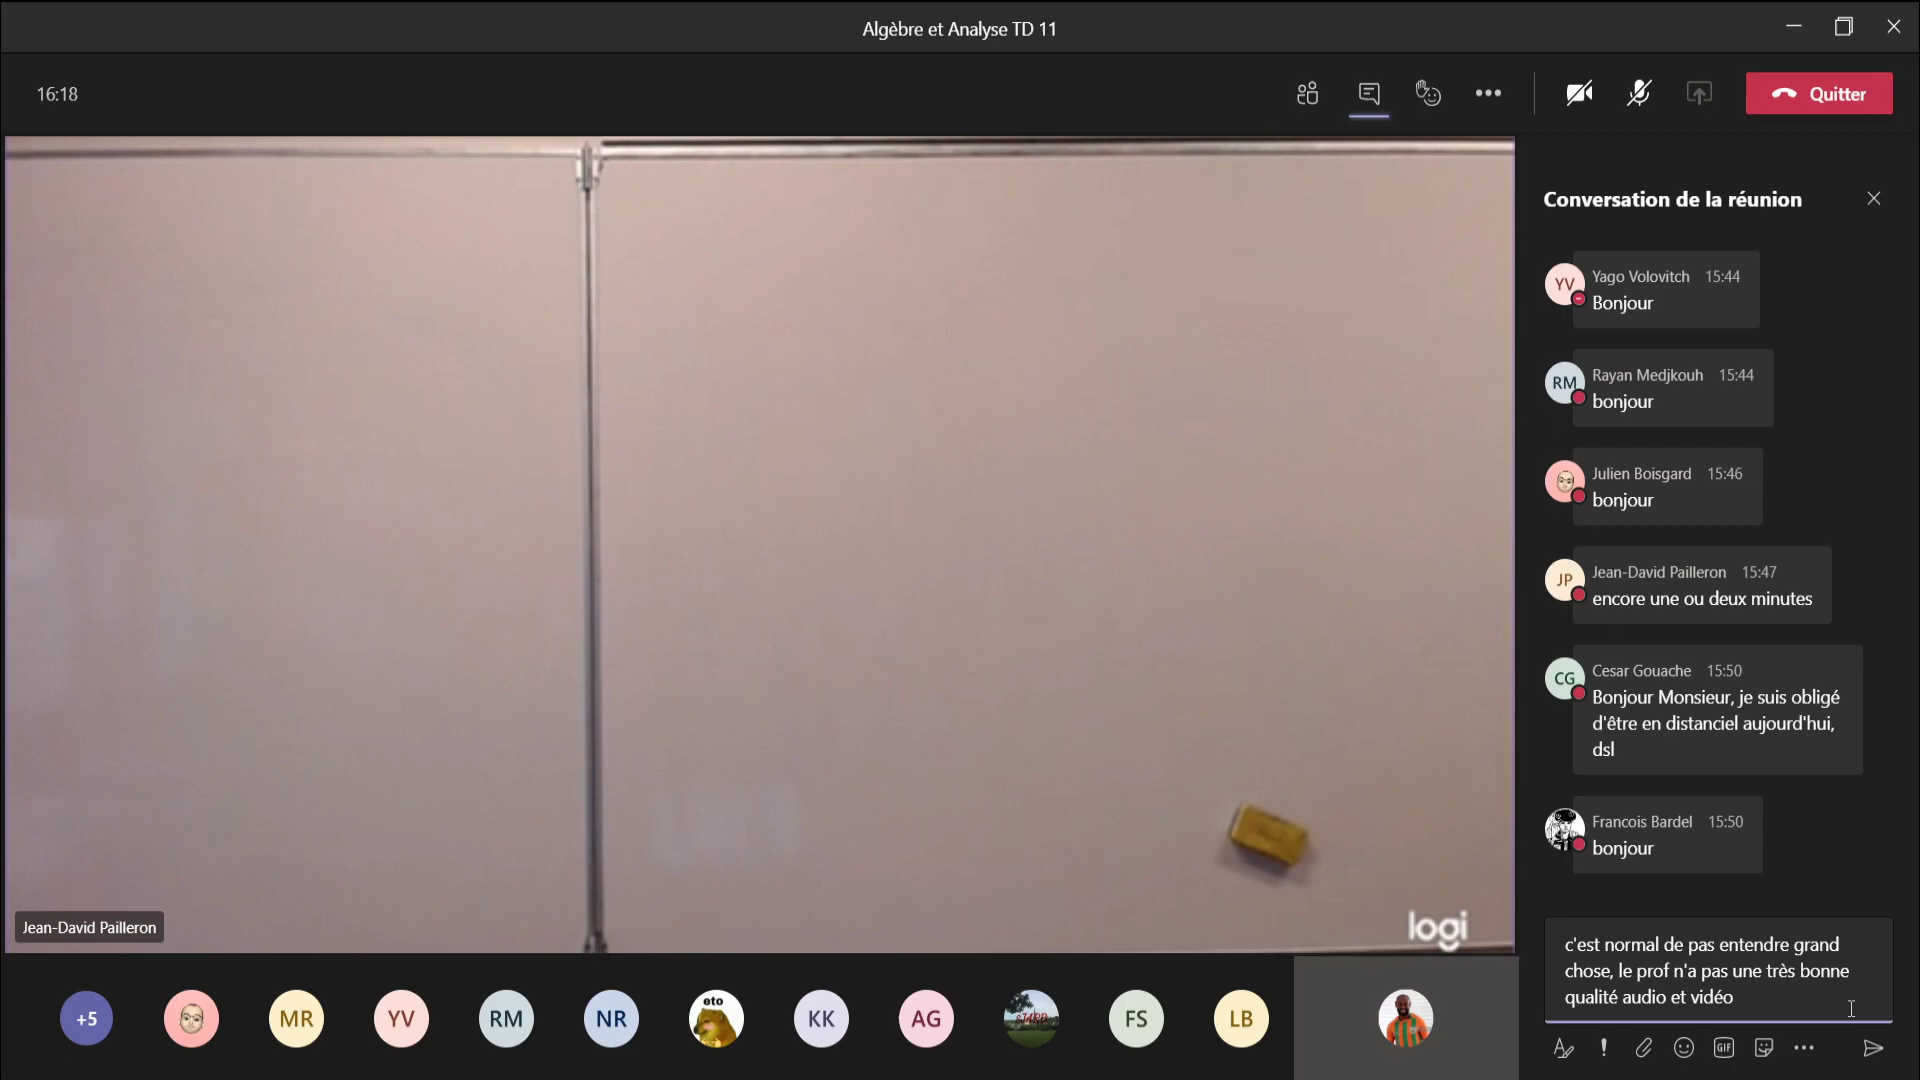 Algèbre et Analyse TD 11
16:18
Quitter
Conversation de la réunion
YV
Yago Volovitch 15:44
Bonjour
RM
Rayan Medjkouh 15:44
bonjour
Julien Boisgard 15:46
bonjour
JP
Jean-David Pailleron 15:47
encore une ou deux minutes
CG
Cesar Gouache 15:50
Bonjour Monsieur, je suis obligé
d'être en distanciel aujourd'hui,
dsl
Francois Bardel 15:50
bonjour
Jean-David Pailleron
logi
c'est normal de pas entendre grand
chose, le prof n'a pas une très bonne
qualité audio et vidéo
+5
MR
YV
RM
NR
eto
KK
AG
FS
LB
GIF